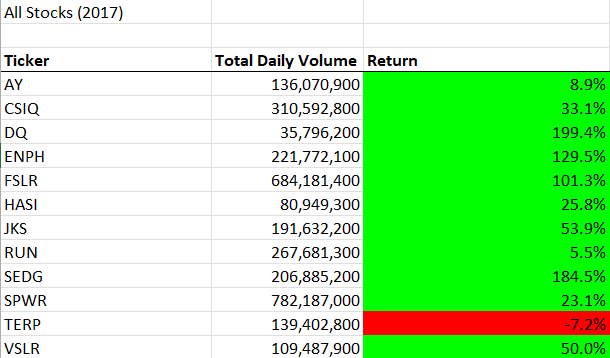 All Stocks (2017)
Ticker Total Daily Volume Return
AY 136,070,900 8.9%
CSIQ 310,592,800 33.1%
DQ 35,796,200 199.4%
ENPH 221,772,100 129.5%
FSLR 684,181,400 101.3%
HASI 80,949,300 25.8%
JKS 191,632,200 53.9%
RUN 267,681,300 5.5%
SEDG 206,885,200 184.5%
SPWR 782,187,000 23.1%
TERP 139,402,800 -7.2%
VSLR 109,487,900 50.0%